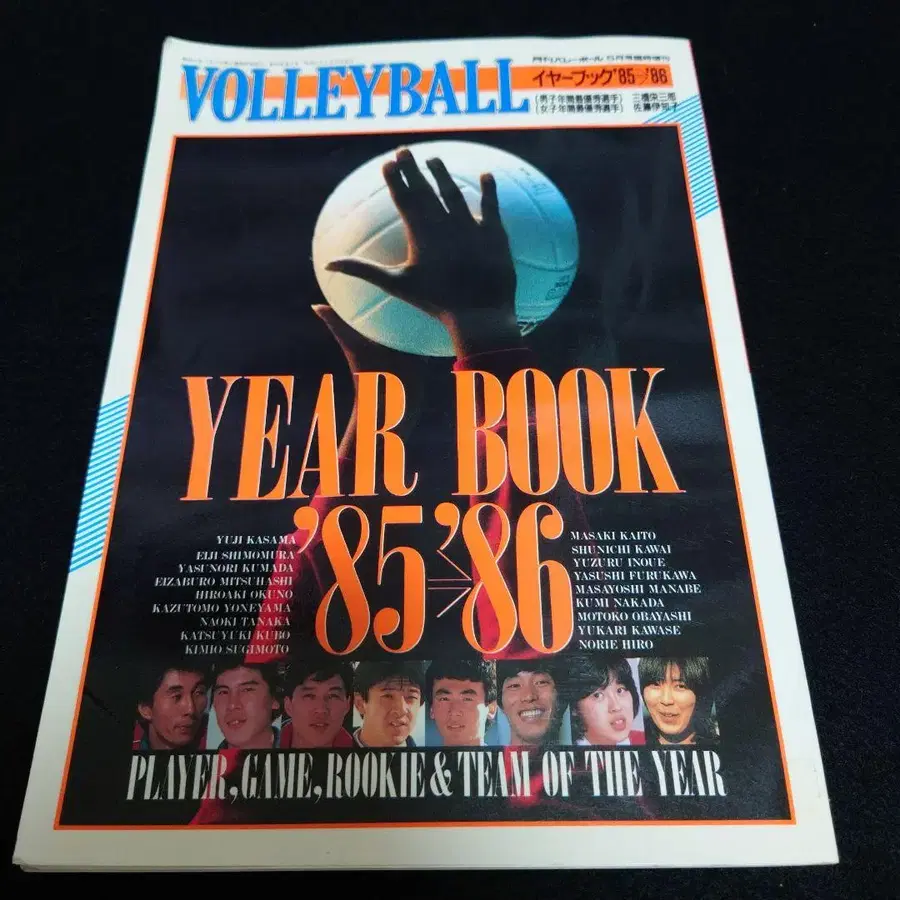 月刊バレーボール5月号臨時増刊
VOLLEYBALL
イヤーブック'85→'86
(男子年間最優秀選手) 三橋栄三郎
(女子年間最優秀選手) 佐藤伊知子
YEAR BOOK
'85→'86
YUJI KASAMA
EIJI SHIMOMURA
YASUNORI KUMADA
EIZABURO MITSUHASHI
HIROAKI OKUNO
KAZUTOMO YONEYAMA
NAOKI TANAKA
KATSUYUKI KUBO
KIMIO SUGIMOTO
MASAKI KAITO
SHUNICHI KAWAI
YUZURU INOUE
YASUSHI FURUKAWA
MASAYOSHI MANABE
KUMI NAKADA
MOTOKO OBAYASHI
YUKARI KAWASE
NORIE HIRO
PLAYER,GAME,ROOKIE & TEAM OF THE YEAR